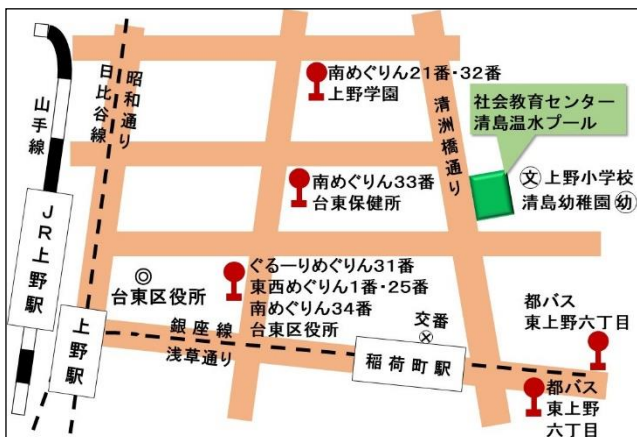 南めぐりん21番・32番
上野学園
社会教育センター
清島温水プール
日比谷線
昭和通り
山手線
清洲橋通り
南めぐりん33番
台東保健所
㊛上野小学校
清島幼稚園㊙
JR上野駅
ぐるーりめぐりん31番
東西めぐりん1番・25番
南めぐりん34番
台東区役所
台東区役所
上野駅
銀座線
浅草通り
交番
稲荷町駅
都バス
東上野六丁目
都バス
東上野
六丁目